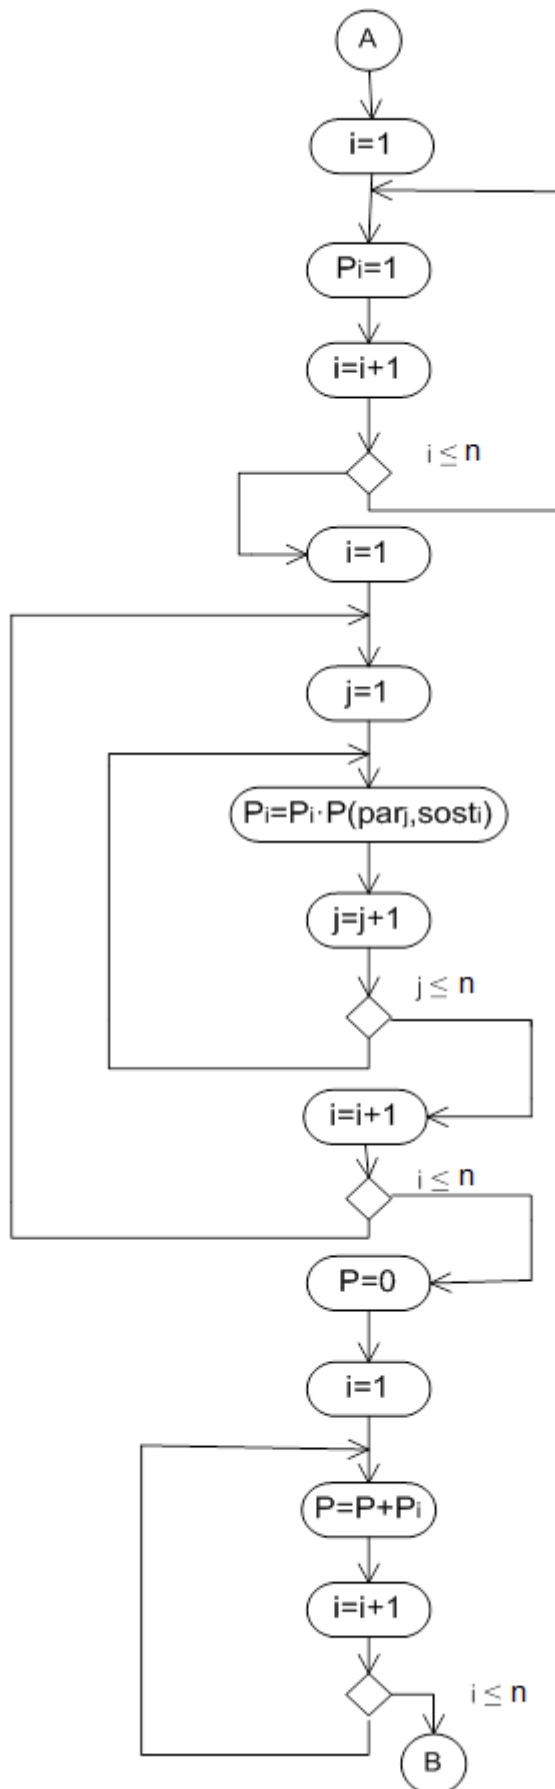 A
i=1
Pi=1
i=i+1
i ≤ n
i=1
j=1
Pi=Pi·P(parj,sosti)
j=j+1
j ≤ n
i=i+1
i ≤ n
P=0
i=1
P=P+Pi
i=i+1
i ≤ n
B